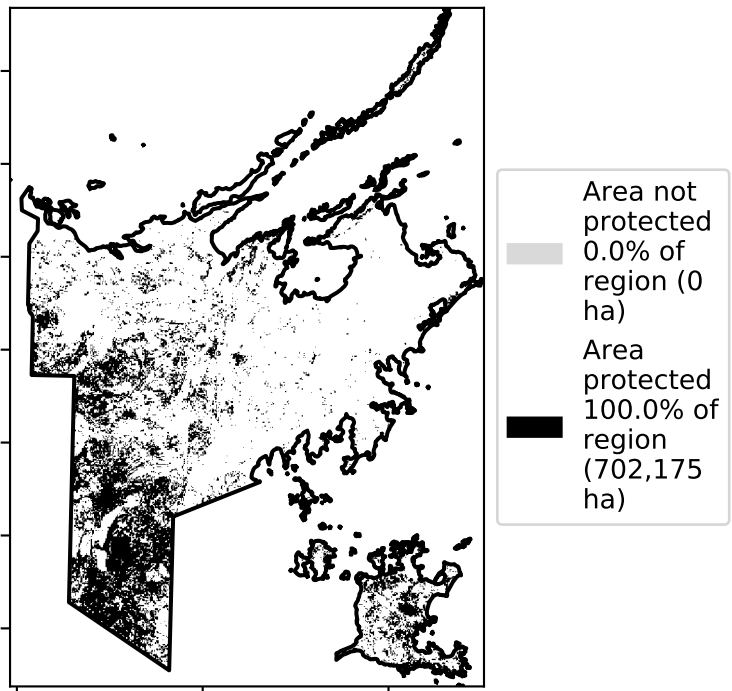 Area not
protected
0.0% of
region (0
ha)
Area
protected
100.0% of
region
(702,175
ha)